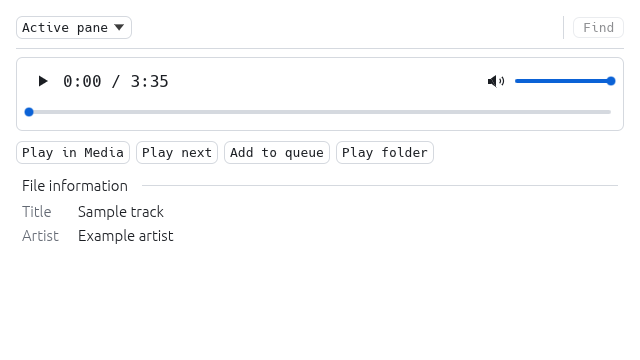 Active pane
Find
0:00 / 3:35
Play in Media
Play next
Add to queue
Play folder
File information
Title Sample track
Artist Example artist